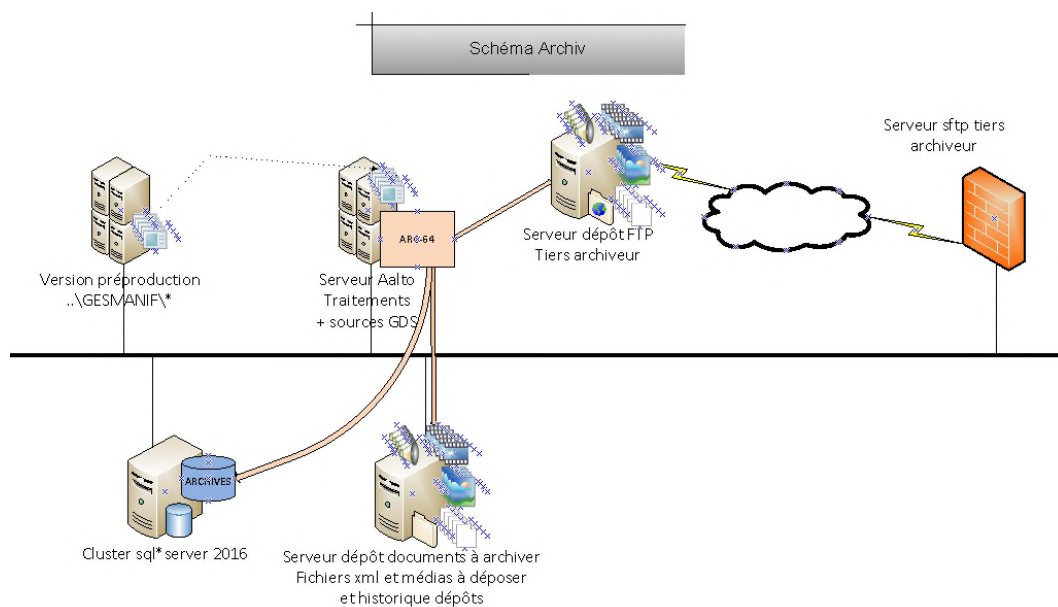 Schéma Archiv
Serveur sftp tiers
archiveur
Serveur dépôt FTP
Tiers archiveur
ARC-64
Version préproduction
..\GESMANIF\*
Serveur Aalto
Traitements
+ sources GDS
ARCHIVES
Cluster sql* server 2016
Serveur dépôt documents à archiver
Fichiers xml et médias à déposer
et historique dépôts